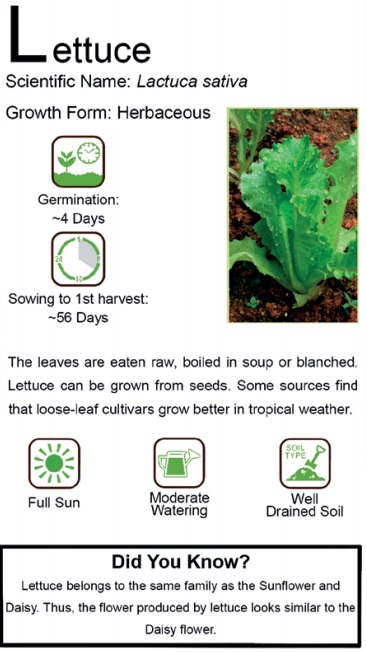 Lettuce
Scientific Name: Lactuca sativa
Growth Form: Herbaceous
Germination:
~4 Days
Sowing to 1st harvest:
~56 Days
The leaves are eaten raw, boiled in soup or blanched.
Lettuce can be grown from seeds. Some sources find
that loose-leaf cultivars grow better in tropical weather.
SOIL
TYPE
Full Sun
Moderate
Watering
Well
Drained Soil
Did You Know?
Lettuce belongs to the same family as the Sunflower and
Daisy. Thus, the flower produced by lettuce looks similar to the
Daisy flower.